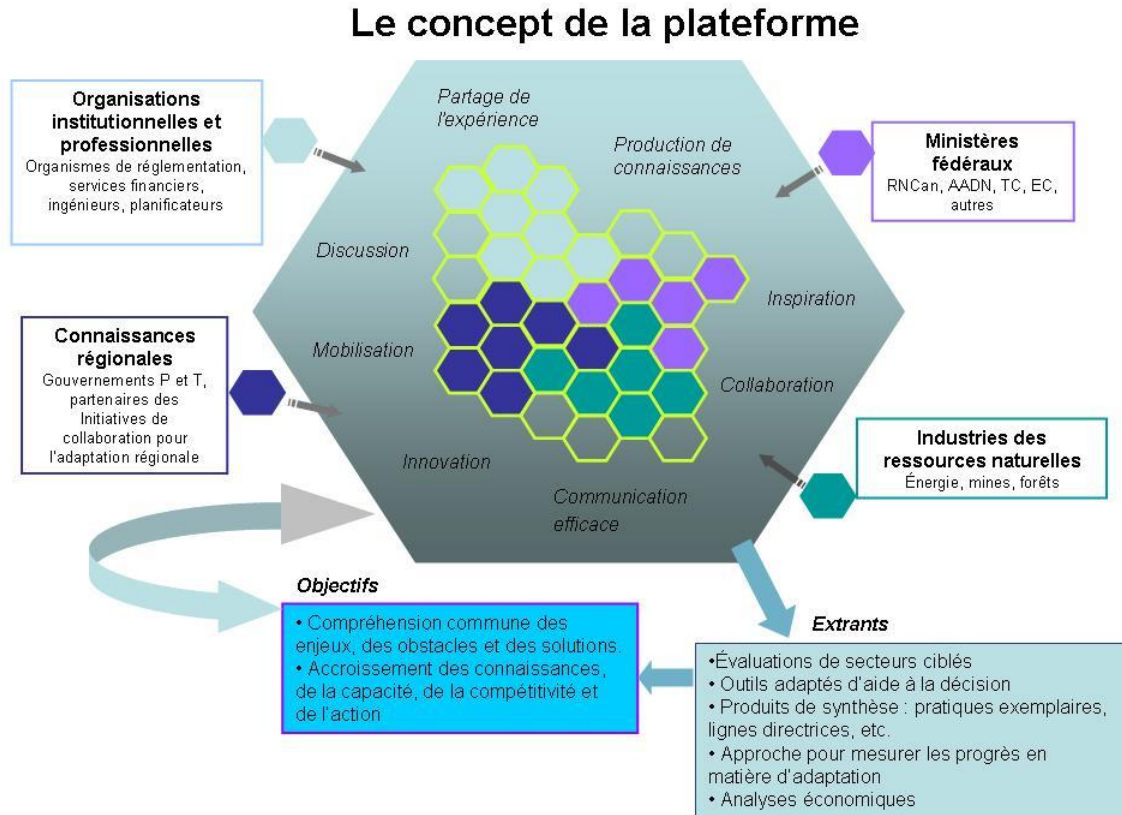 Le concept de la plateforme
Organisations
institutionnelles et
professionnelles
Organismes de réglementation,
services financiers,
ingénieurs, planificateurs
Partage de
l'expérience
Production de
connaissances
Ministères
fédéraux
RNCan, AADN, TC, EC,
autres
Discussion
Inspiration
Connaissances
régionales
Gouvernements P et T,
partenaires des
Initiatives de
collaboration pour
l'adaptation régionale
Mobilisation
Collaboration
Industries des
ressources naturelles
Énergie, mines, forêts
Innovation
Communication
efficace
Objectifs
• Compréhension commune des
enjeux, des obstacles et des solutions.
• Accroissement des connaissances,
de la capacité, de la compétitivité et
de l'action
Extrants
•Évaluations de secteurs ciblés
• Outils adaptés d'aide à la décision
• Produits de synthèse : pratiques exemplaires,
lignes directrices, etc.
• Approche pour mesurer les progrès en
matière d'adaptation
• Analyses économiques